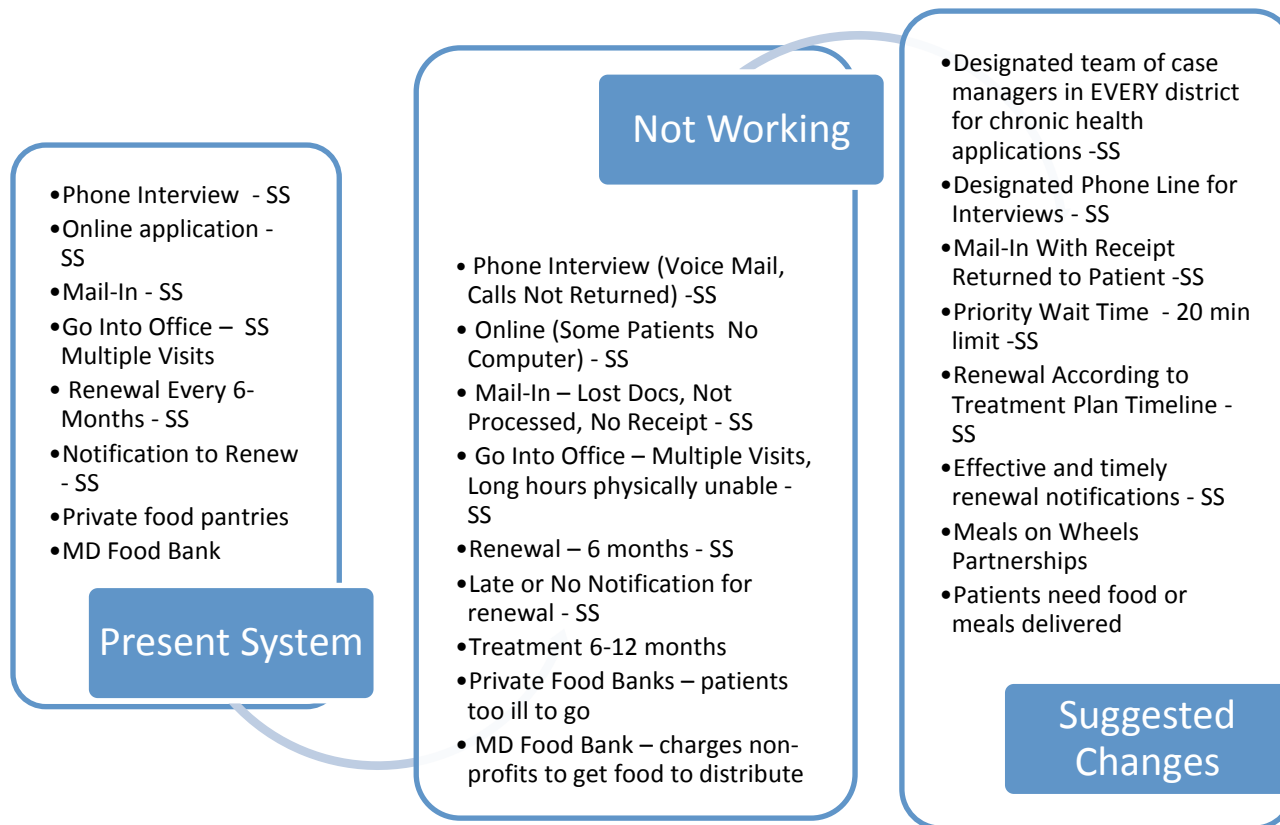 •Phone Interview - SS
•Online application -
SS
•Mail-In - SS
•Go Into Office – SS
Multiple Visits
• Renewal Every 6-
Months - SS
•Notification to Renew
- SS
•Private food pantries
•MD Food Bank
Present System
Not Working
• Phone Interview (Voice Mail,
Calls Not Returned) -SS
• Online (Some Patients No
Computer) - SS
• Mail-In – Lost Docs, Not
Processed, No Receipt - SS
• Go Into Office – Multiple Visits,
Long hours physically unable -
SS
•Renewal – 6 months - SS
•Late or No Notification for
renewal - SS
•Treatment 6-12 months
•Private Food Banks – patients
too ill to go
• MD Food Bank – charges non-
profits to get food to distribute
•Designated team of case
managers in EVERY district
for chronic health
applications -SS
•Designated Phone Line for
Interviews - SS
•Mail-In With Receipt
Returned to Patient -SS
•Priority Wait Time - 20 min
limit -SS
•Renewal According to
Treatment Plan Timeline -
SS
•Effective and timely
renewal notifications - SS
•Meals on Wheels
Partnerships
•Patients need food or
meals delivered
Suggested
Changes